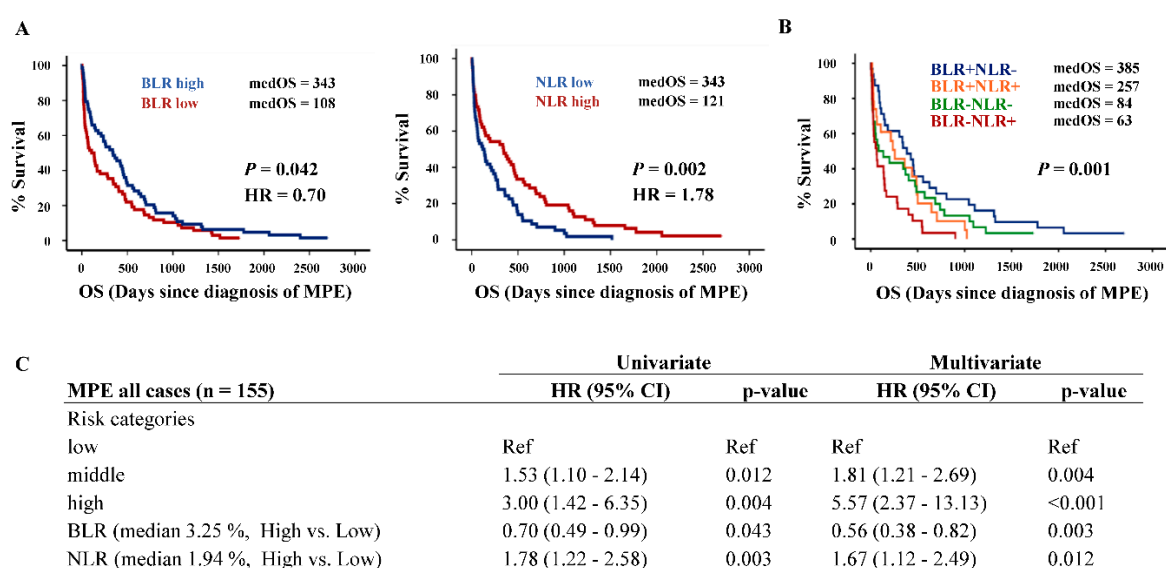 A
B
100
80
60
40
20
0
% Survival
BLR high medOS = 343
BLR low medOS = 108
P = 0.042
HR = 0.70
0 500 1000 1500 2000 2500 3000
OS (Days since diagnosis of MPE)
100
80
60
40
20
0
% Survival
NLR low medOS = 343
NLR high medOS = 121
P = 0.002
HR = 1.78
0 500 1000 1500 2000 2500 3000
OS (Days since diagnosis of MPE)
100
80
60
40
20
0
% Survival
BLR+NLR- medOS = 385
BLR+NLR+ medOS = 257
BLR-NLR- medOS = 84
BLR-NLR+ medOS = 63
P = 0.001
0 500 1000 1500 2000 2500 3000
OS (Days since diagnosis of MPE)
C
Univariate Multivariate
MPE all cases (n = 155) HR (95% CI) p-value HR (95% CI) p-value
Risk categories
low Ref Ref Ref Ref
middle 1.53 (1.10 - 2.14) 0.012 1.81 (1.21 - 2.69) 0.004
high 3.00 (1.42 - 6.35) 0.004 5.57 (2.37 - 13.13) <0.001
BLR (median 3.25 %, High vs. Low) 0.70 (0.49 - 0.99) 0.043 0.56 (0.38 - 0.82) 0.003
NLR (median 1.94 %, High vs. Low) 1.78 (1.22 - 2.58) 0.003 1.67 (1.12 - 2.49) 0.012